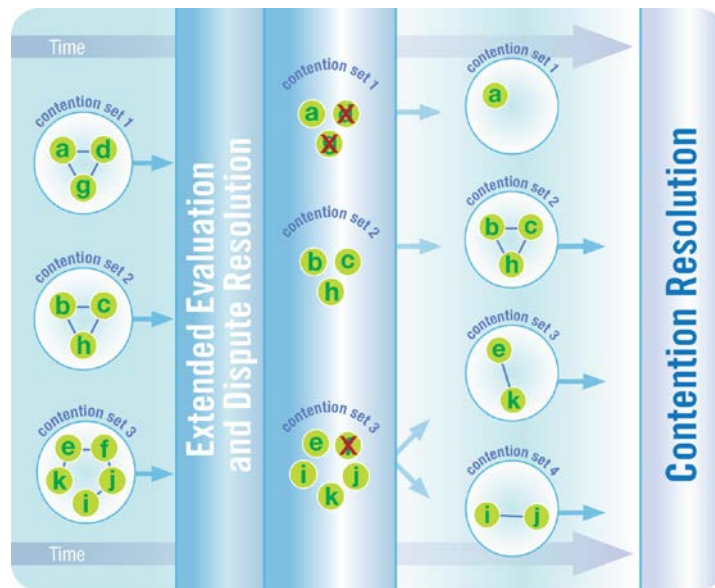 Time
contention set 1
a d
g
contention set 2
b c
h
contention set 3
e f
k j
i
Time
Extended Evaluation
and Dispute Resolution
contention set 1
a
contention set 2
b c
h
contention set 3
e
i j
k
contention set 1
a
contention set 2
b c
h
contention set 3
e
k
contention set 4
i j
Contention Resolution